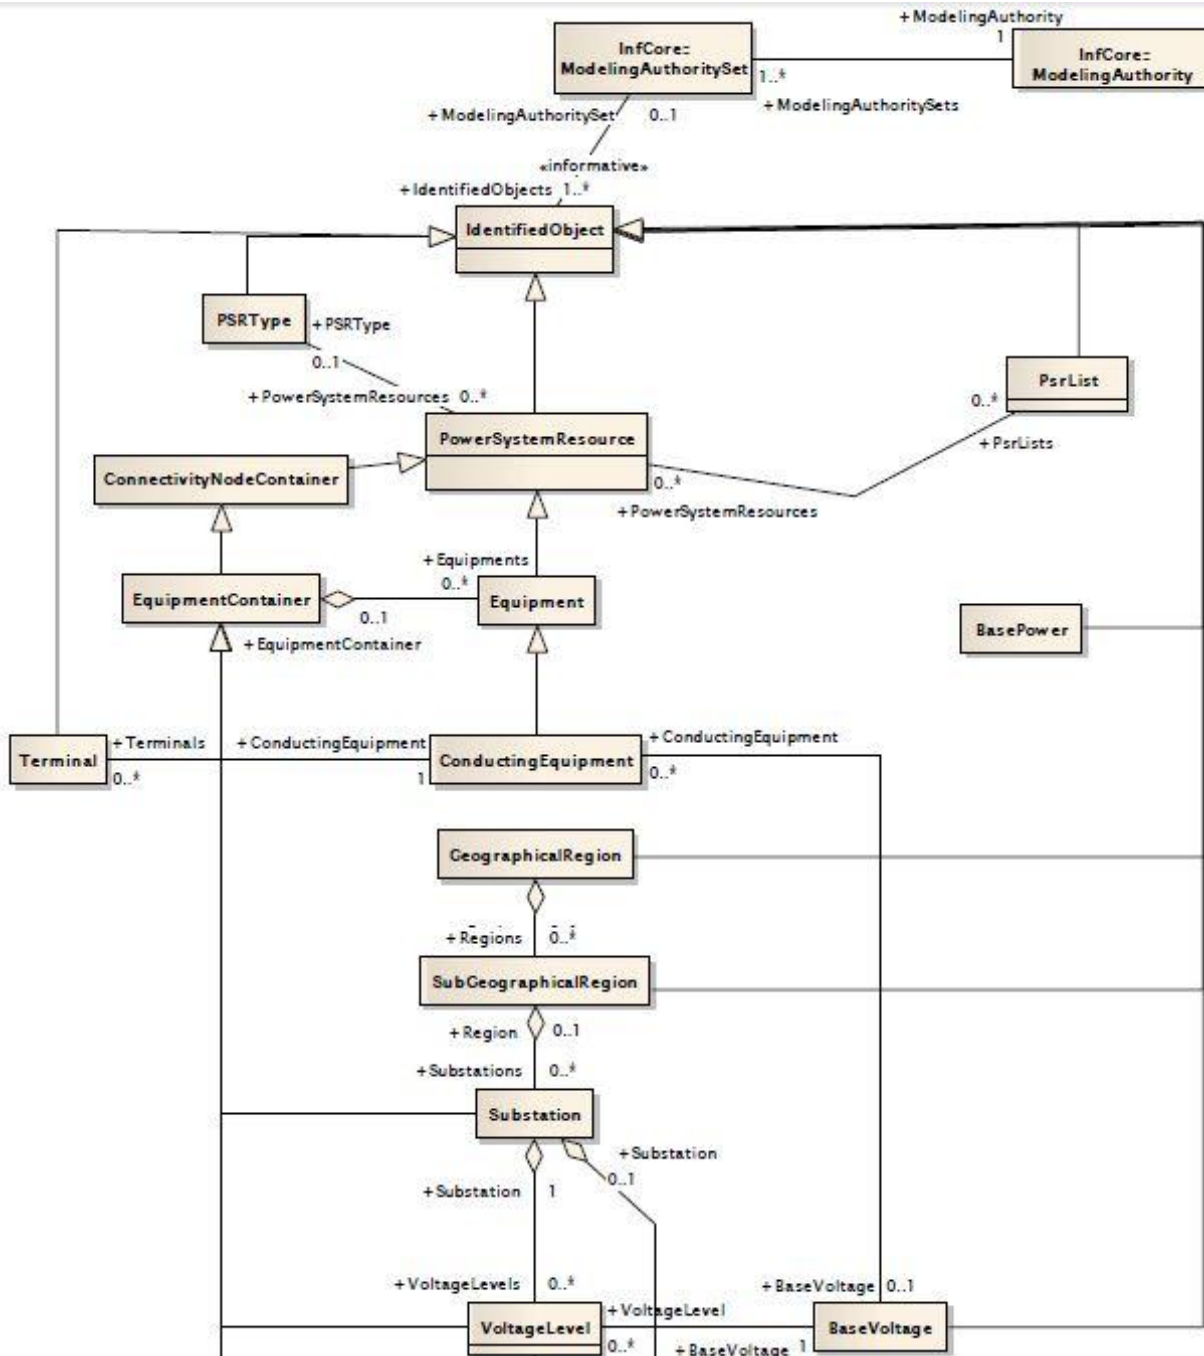 +ModelingAuthority
1
InfCore::
ModelingAuthoritySet
InfCore::
ModelingAuthority
1..*
+ModelingAuthoritySets
+ModelingAuthoritySet
0..1
«informative»
+IdentifiedObjects 1..*
IdentifiedObject
PSRType
+PSRType
0..1
PsrList
0..*
+PowerSystemResources 0..*
+PsrLists
PowerSystemResource
ConnectivityNodeContainer
0..*
+PowerSystemResources
+Equipments
0..*
EquipmentContainer
Equipment
0..1
+EquipmentContainer
BasePower
+Terminals
+ConductingEquipment
+ConductingEquipment
Terminal
ConductingEquipment
0..*
1
0..*
GeographicalRegion
+Regions
0..*
SubGeographicalRegion
+Region
0..1
+Substations
0..*
Substation
+Substation
0..1
+Substation
1
+VoltageLevels
0..*
+BaseVoltage
0..1
+VoltageLevel
VoltageLevel
BaseVoltage
0..*
+BaseVoltage
1